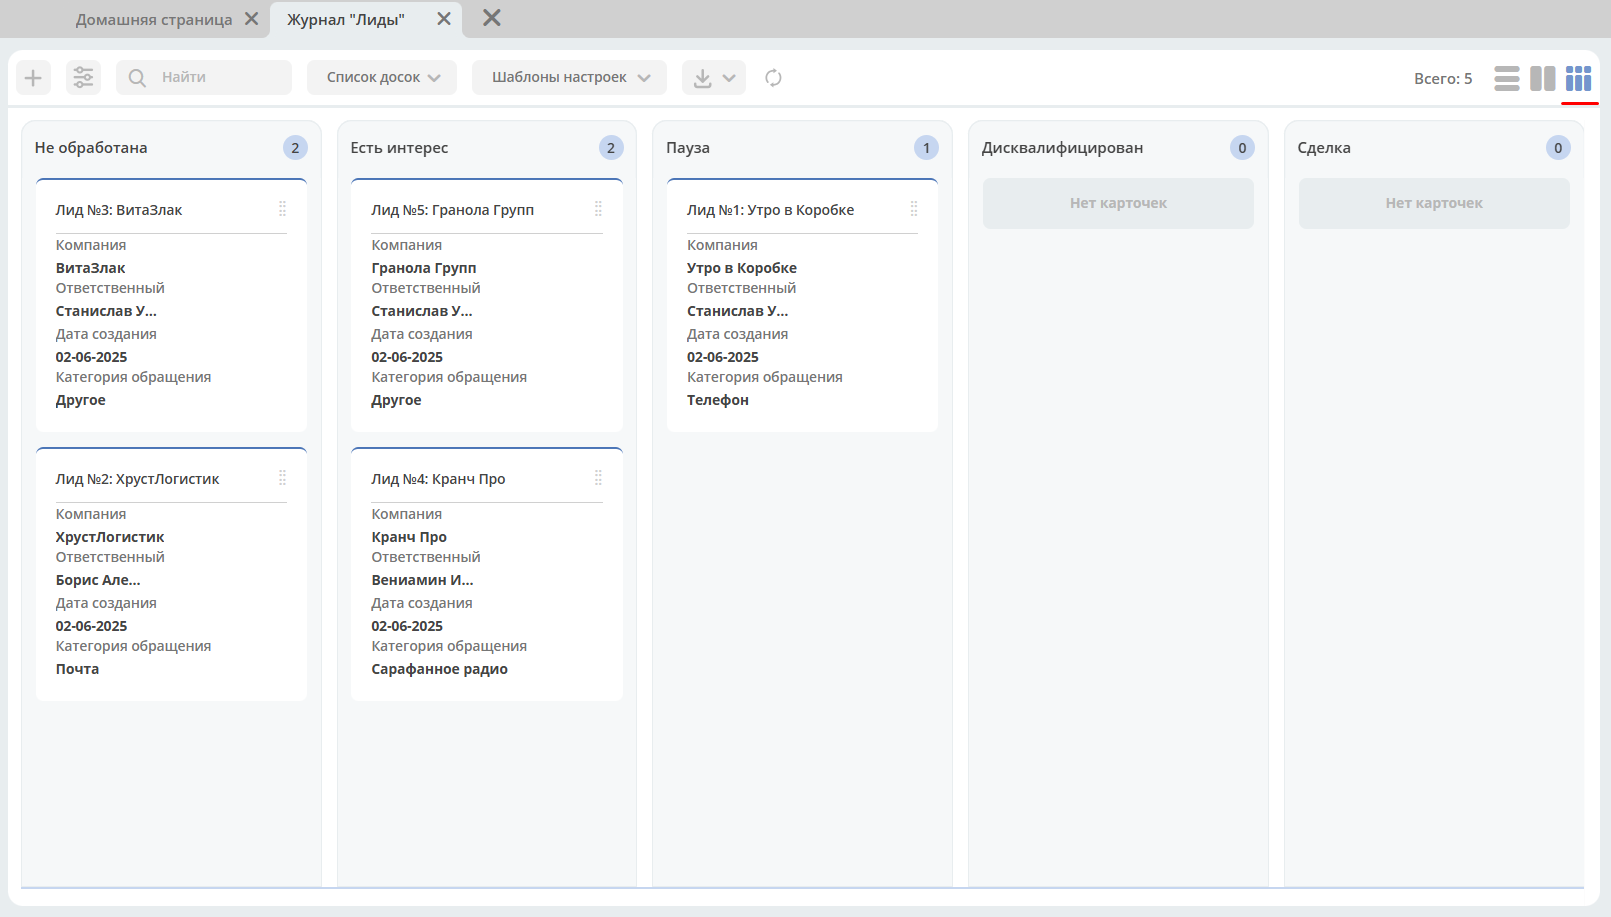 Домашняя страница
Журнал "Лиды"
Найти
Список досок
Шаблоны настроек
Всего: 5
Не обработана
2
Лид №3: ВитаЗлак
Компания
ВитаЗлак
Ответственный
Станислав У...
Дата создания
02-06-2025
Категория обращения
Другое
Лид №2: ХрустЛогистик
Компания
ХрустЛогистик
Ответственный
Борис Але...
Дата создания
02-06-2025
Категория обращения
Почта
Есть интерес
2
Лид №5: Гранола Групп
Компания
Гранола Групп
Ответственный
Станислав У...
Дата создания
02-06-2025
Категория обращения
Другое
Лид №4: Кранч Про
Компания
Кранч Про
Ответственный
Вениамин И...
Дата создания
02-06-2025
Категория обращения
Сарафанное радио
Пауза
1
Лид №1: Утро в Коробке
Компания
Утро в Коробке
Ответственный
Станислав У...
Дата создания
02-06-2025
Категория обращения
Телефон
Дисквалифицирован
0
Нет карточек
Сделка
0
Нет карточек